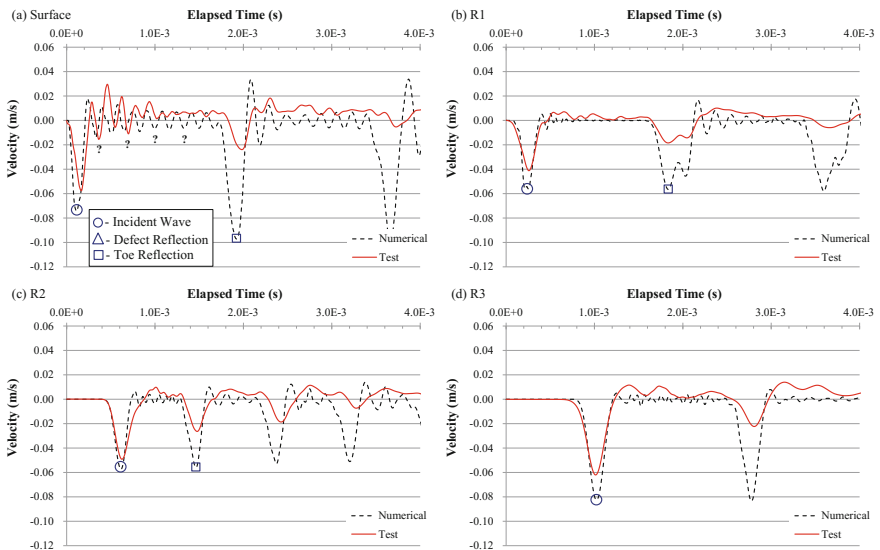 (a) Surface
Elapsed Time (s)
0.0E+0 1.0E-3 2.0E-3 3.0E-3 4.0E-3
Velocity (m/s)
0.06
0.04
0.02
0.00
-0.02
-0.04
-0.06
-0.08
-0.10
-0.12
? ? ? ?
- Incident Wave
- Defect Reflection
- Toe Reflection
Numerical
Test
(b) R1
Elapsed Time (s)
0.0E+0 1.0E-3 2.0E-3 3.0E-3 4.0E-3
Velocity (m/s)
0.06
0.04
0.02
0.00
-0.02
-0.04
-0.06
-0.08
-0.10
-0.12
Numerical
Test
(c) R2
Elapsed Time (s)
0.0E+0 1.0E-3 2.0E-3 3.0E-3 4.0E-3
Velocity (m/s)
0.06
0.04
0.02
0.00
-0.02
-0.04
-0.06
-0.08
-0.10
-0.12
Numerical
Test
(d) R3
Elapsed Time (s)
0.0E+0 1.0E-3 2.0E-3 3.0E-3 4.0E-3
Velocity (m/s)
0.06
0.04
0.02
0.00
-0.02
-0.04
-0.06
-0.08
-0.10
-0.12
Numerical
Test